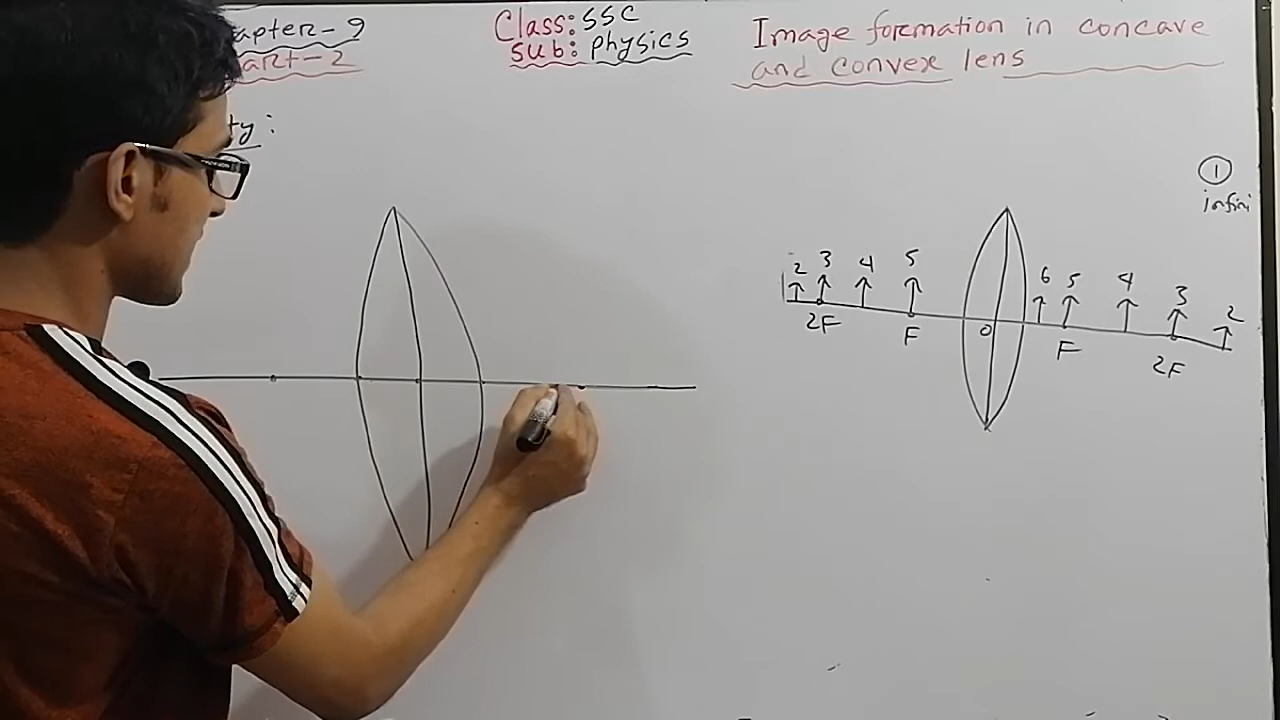 apter-9
art-2
Class: SSC
Sub: Physics
Image formation in concave
and convex lens
ty:
1
infini
2 3 4 5
2F F
O
6 5 4 3 2
F 2F